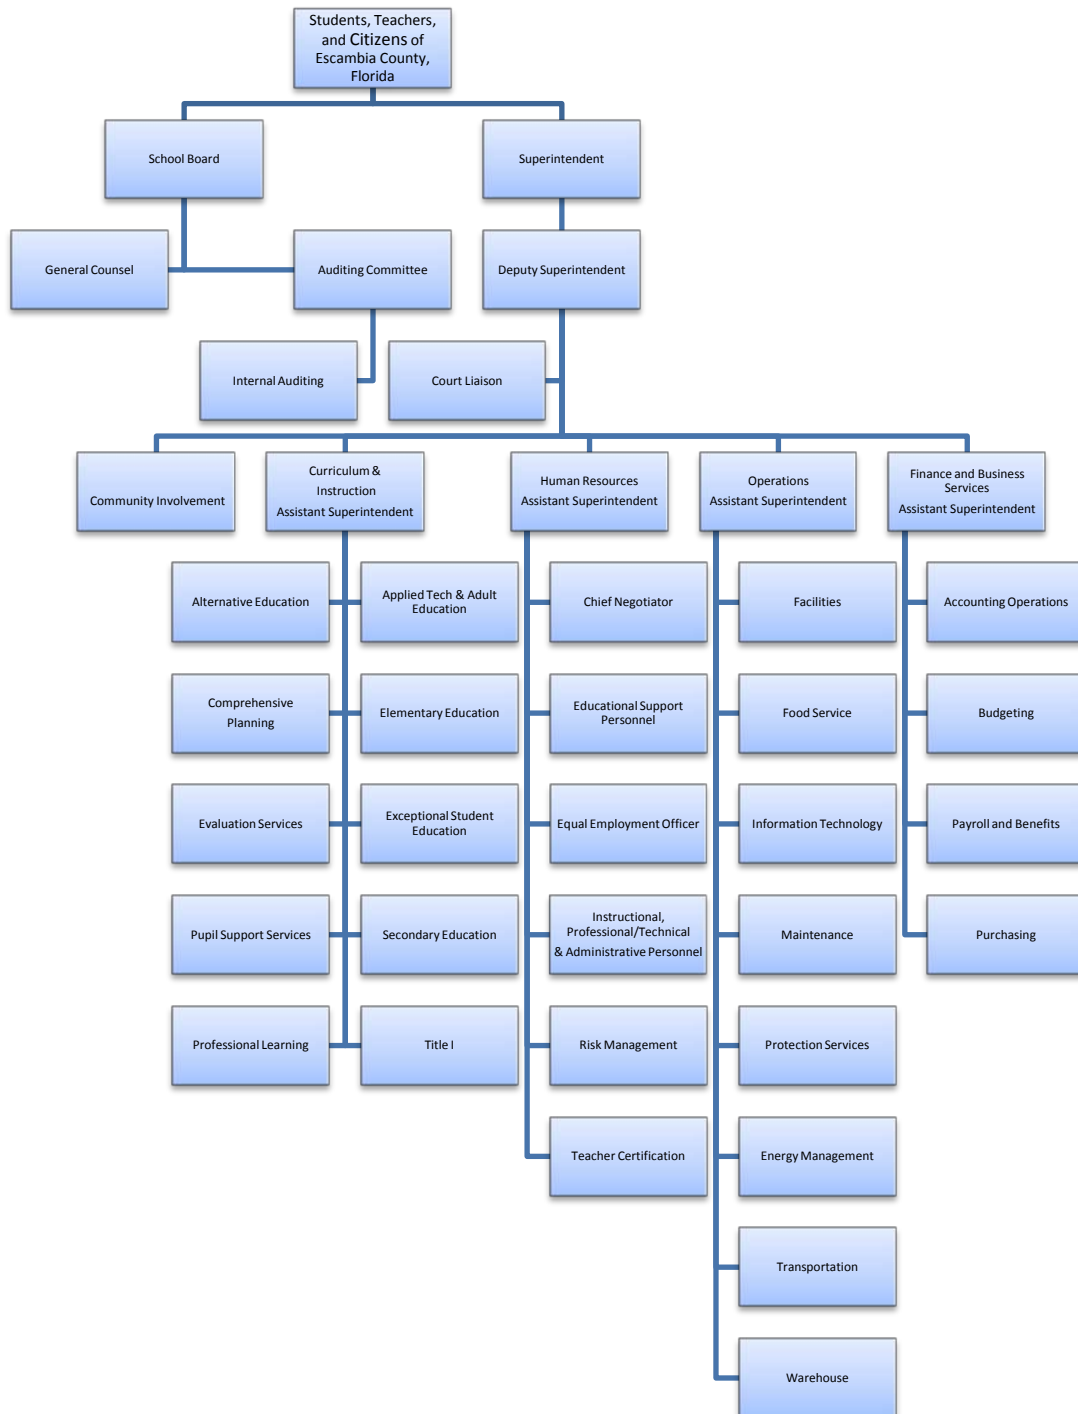 Students, Teachers,
and Citizens of
Escambia County,
Florida
School Board
Superintendent
General Counsel
Auditing Committee
Deputy Superintendent
Internal Auditing
Court Liaison
Community Involvement
Curriculum &
Instruction
Assistant Superintendent
Human Resources
Assistant Superintendent
Operations
Assistant Superintendent
Finance and Business
Services
Assistant Superintendent
Alternative Education
Applied Tech & Adult
Education
Chief Negotiator
Facilities
Accounting Operations
Comprehensive
Planning
Elementary Education
Educational Support
Personnel
Food Service
Budgeting
Evaluation Services
Exceptional Student
Education
Equal Employment Officer
Information Technology
Payroll and Benefits
Pupil Support Services
Secondary Education
Instructional,
Professional/Technical
& Administrative Personnel
Maintenance
Purchasing
Professional Learning
Title I
Risk Management
Protection Services
Teacher Certification
Energy Management
Transportation
Warehouse